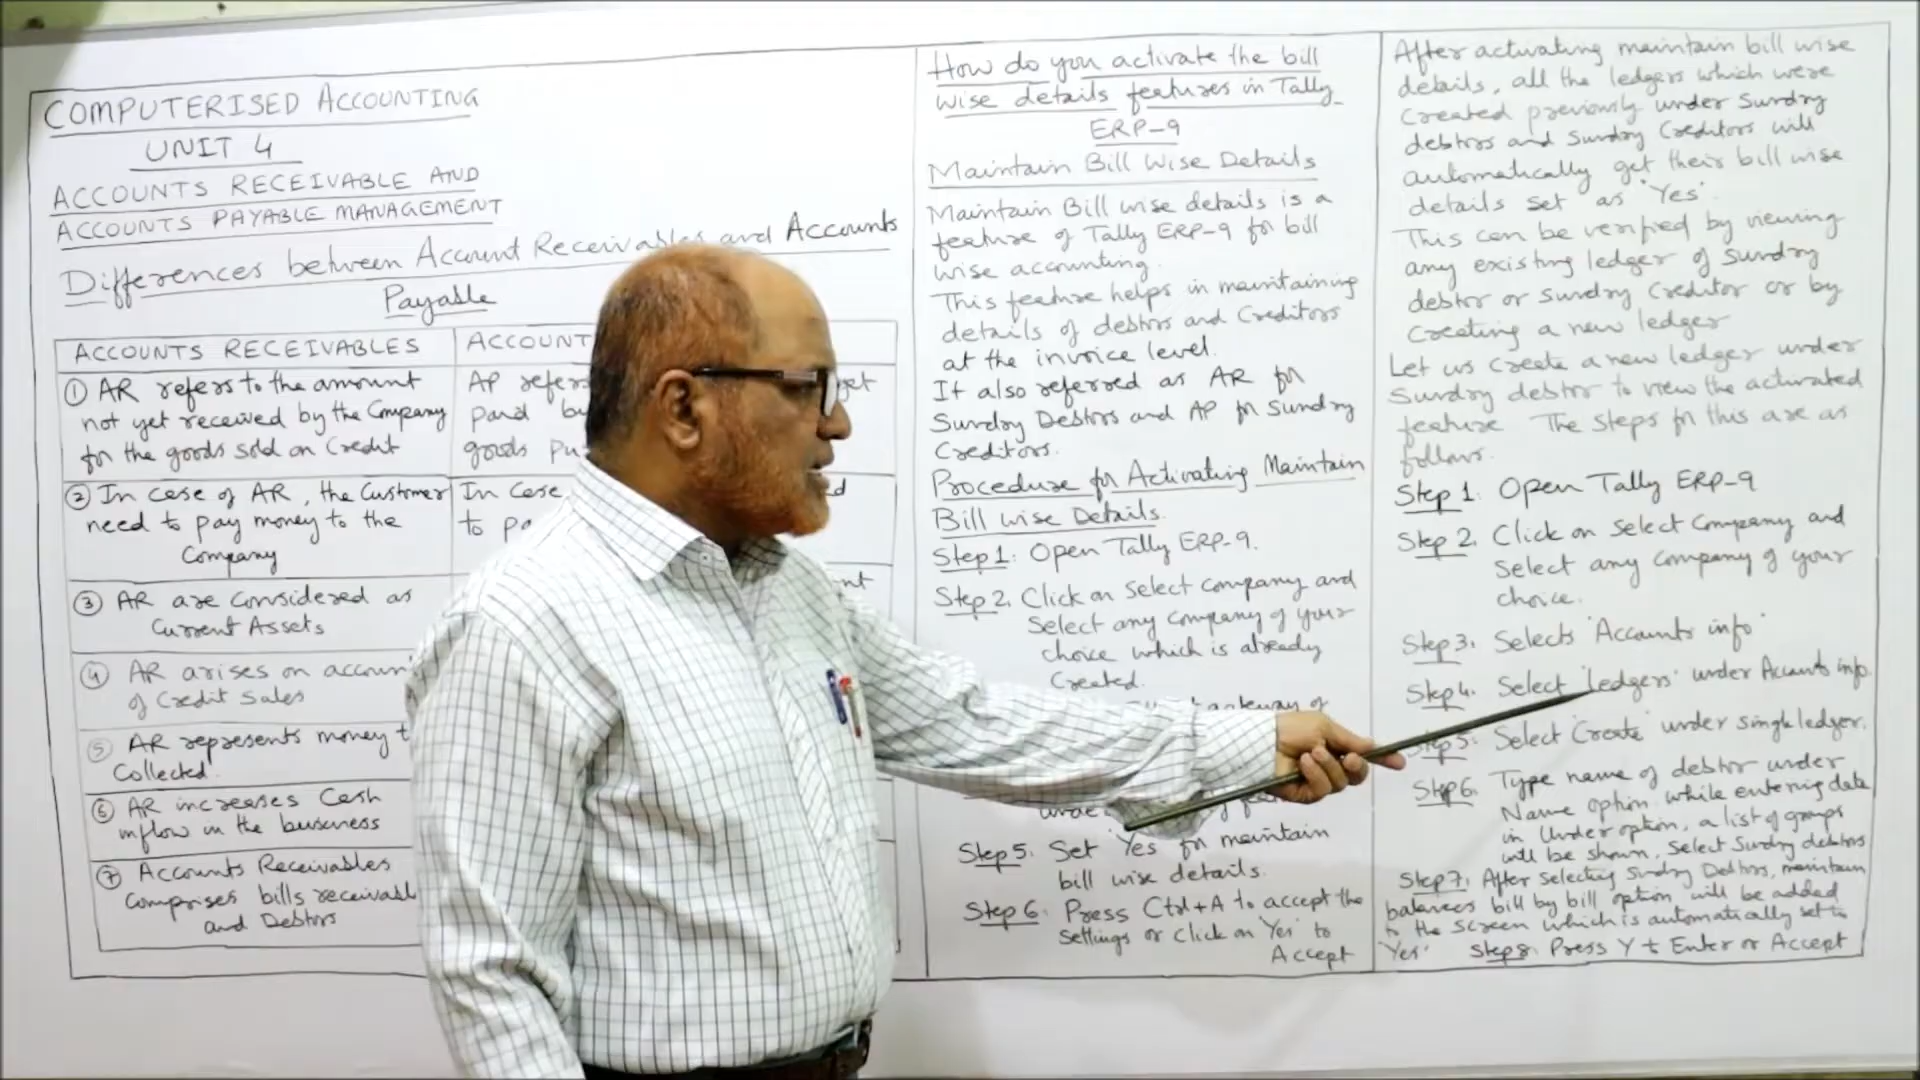 COMPUTERISED ACCOUNTING
UNIT 4
ACCOUNTS RECEIVABLE AND
ACCOUNTS PAYABLE MANAGEMENT
Differences between Account Receivables and Accounts
Payable
ACCOUNTS RECEIVABLES
① AR refers to the amount
not yet received by the Company
for the goods sold on Credit
② In case of AR, the Customer
need to pay money to the
Company
③ AR are considered as
Current Assets
④ AR arises on
of Credit Sales
⑤ AR represents money
Collected.
⑥ AR increases Cash
inflow in the business
⑦ Accounts Receivables
Comprises bills
and Debtors
AP
In Case
to
How do you activate the bill
wise details features in Tally
ERP-9
Maintain Bill Wise Details
Maintain Bill wise details is a
feature of Tally ERP-9 for bill
wise accounting.
This feature helps in maintaining
details of debtors and Creditors
at the invoice level.
It also referred as AR for
Sundry Debtors and AP for Sundry
Creditors.
Procedure for Activating Maintain
Bill wise Details.
Step 1: Open Tally ERP-9.
Step 2. Click on Select Company and
Select any Company of your
choice which is already
Created.
gateway of
Step 5: Set 'Yes' for maintain
bill wise details.
Step 6: Press Ctrl+A to accept the
Settings or Click on 'Yes' to
Accept
After activating maintain bill wise
details, all the ledgers which were
Created previously under Sundry
debtors and Sundry Creditors will
automatically get their bill wise
details set as 'Yes'.
This can be verified by viewing
any existing ledger of Sundry
debtor or Sundry Creditor or by
Creating a new ledger
Let us Create a new ledger under
Sundry debtor to view the activated
feature The steps for this are as
follows.
Step 1: Open Tally ERP-9
Step 2. Click on Select Company and
Select any Company of your
choice.
Step 3: Selects 'Accounts info'
Step 4. Select 'Ledgers' under Accounts info.
Step 5: Select 'Create' under single ledger.
Step 6. Type name of debtor under
Name option while entering data
in Under option, a list of groups
will be shown, Select Sundry debtors
Step 7: After Selecting Sundry Debtors, maintain
balances bill by bill option will be added
to the Screen which is automatically set to
'Yes' Step 8: Press Y to Enter or Accept